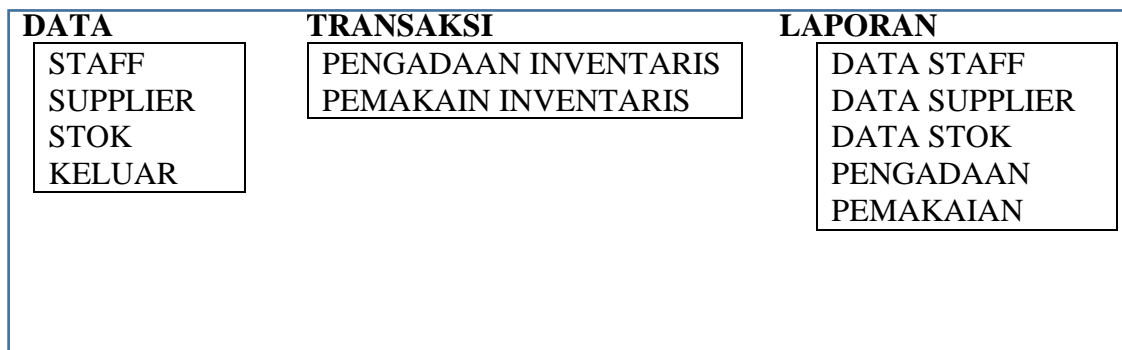 DATA
STAFF
SUPPLIER
STOK
KELUAR
TRANSAKSI
PENGADAAN INVENTARIS
PEMAKAIN INVENTARIS
LAPORAN
DATA STAFF
DATA SUPPLIER
DATA STOK
PENGADAAN
PEMAKAIAN